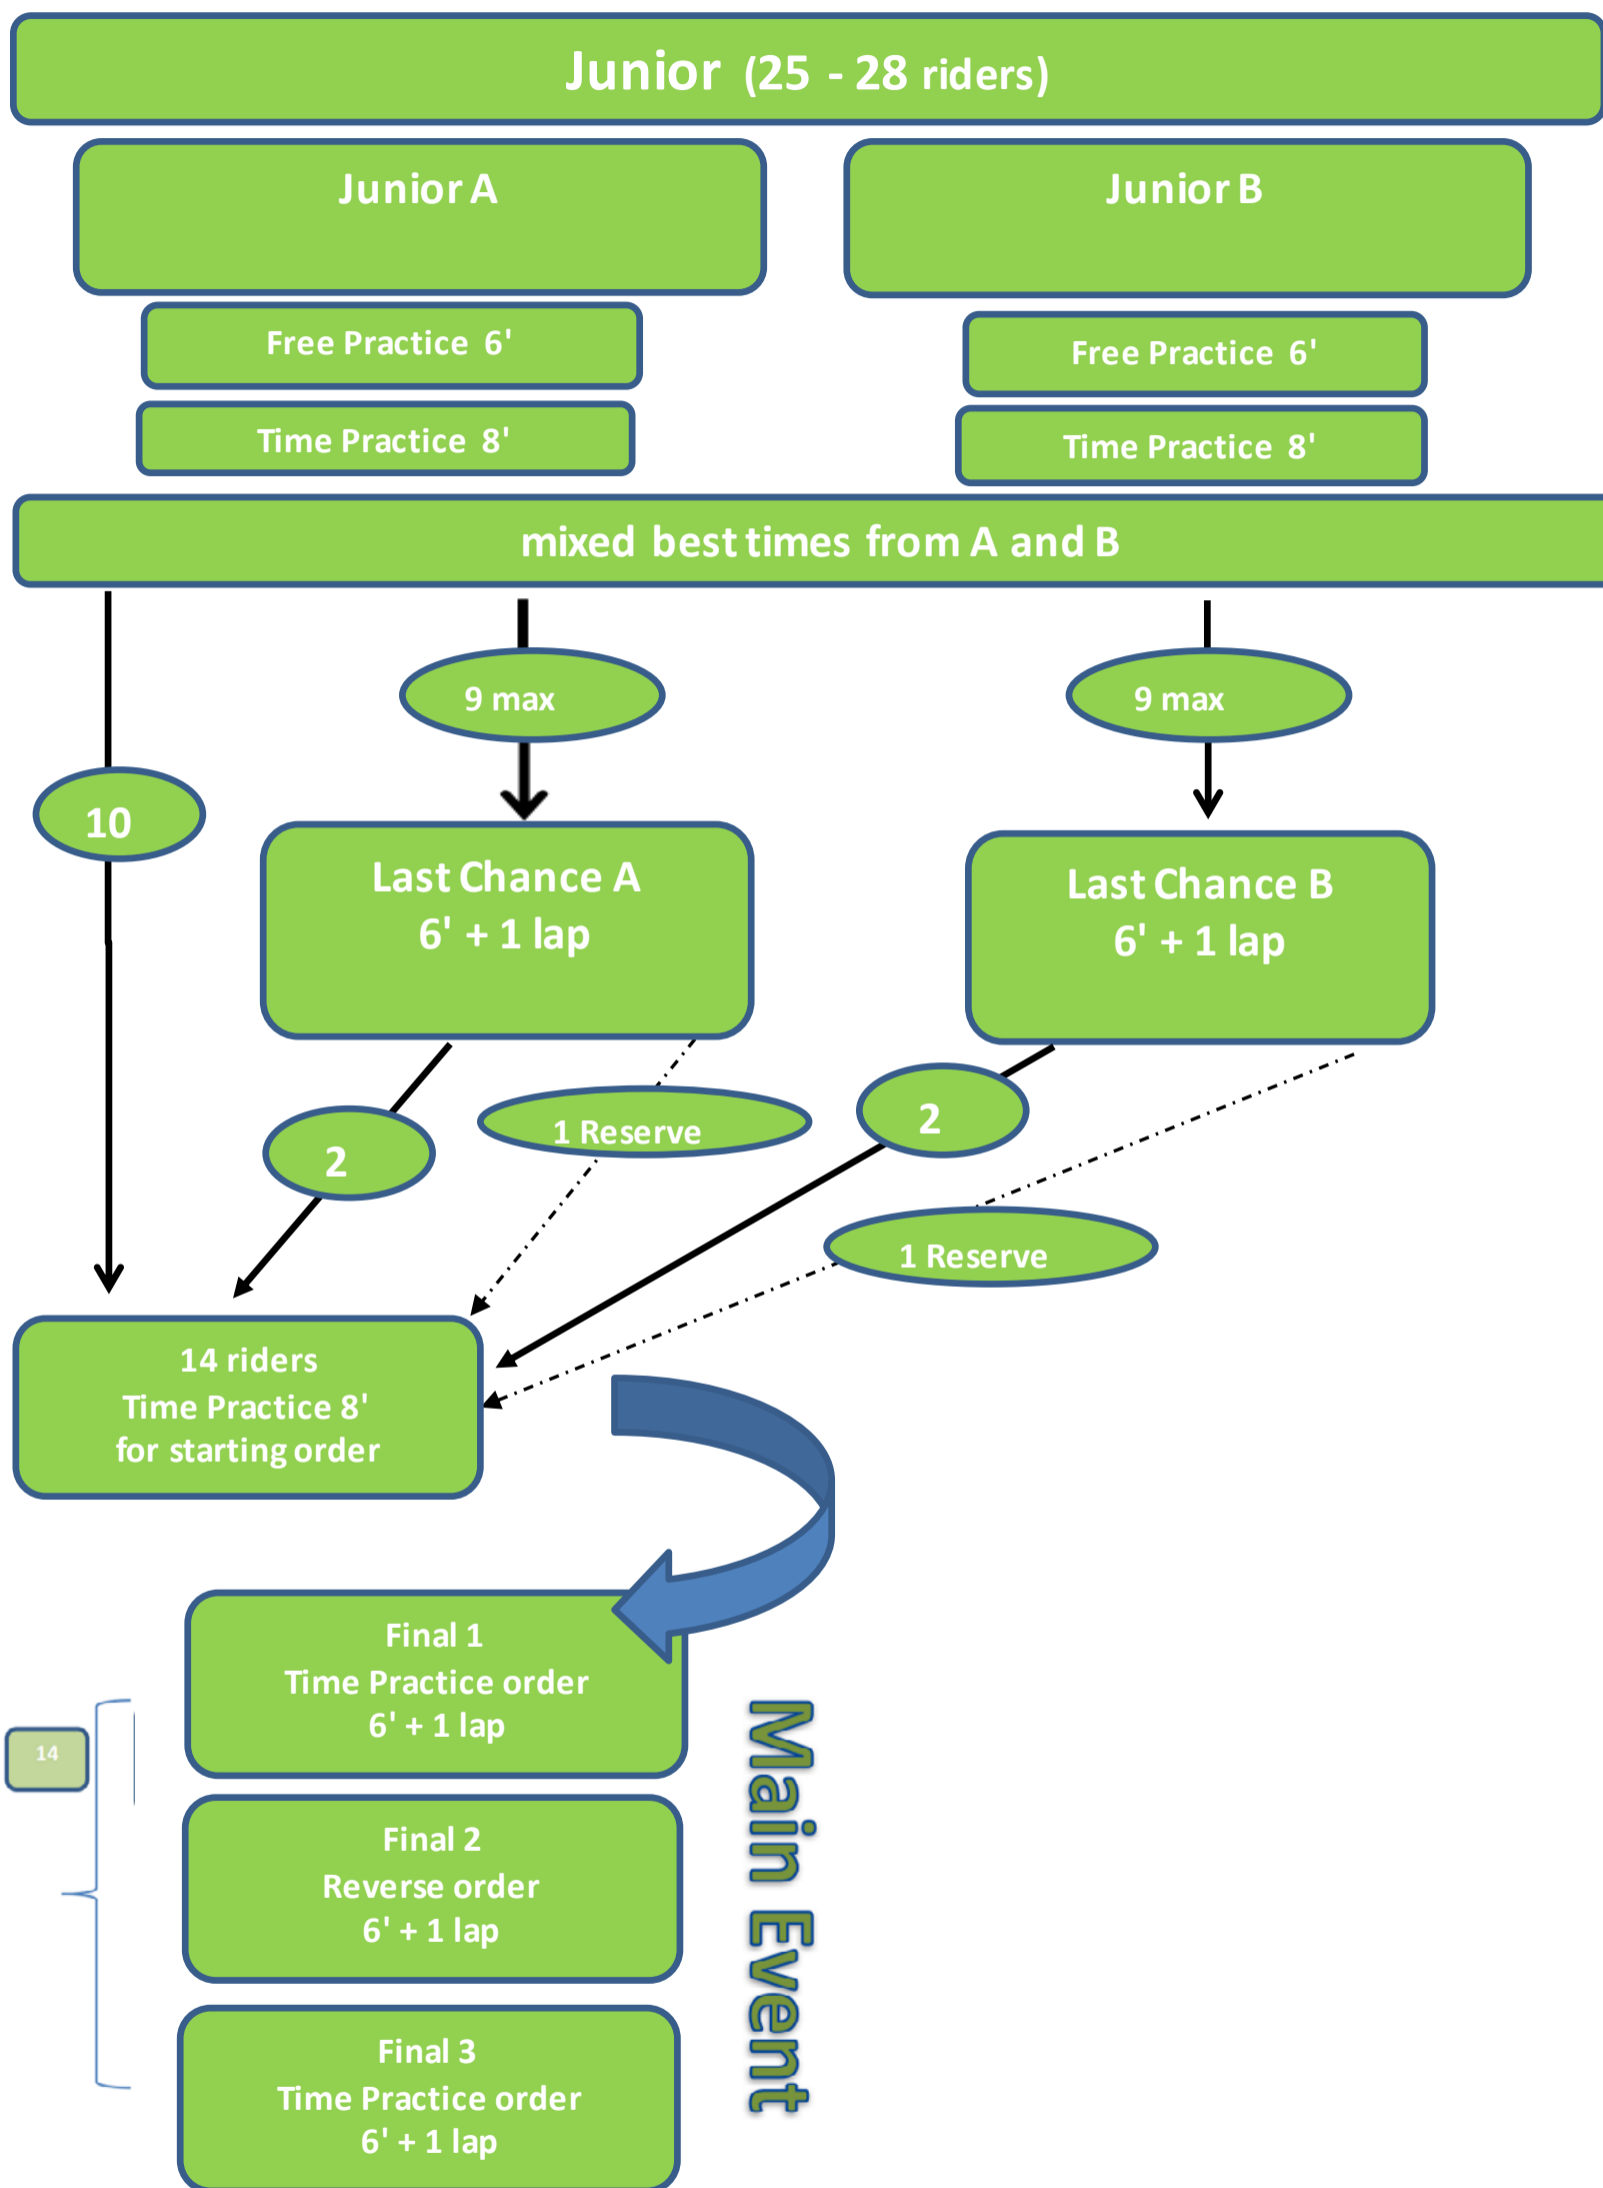 Junior (25 - 28 riders)
Junior A
Junior B
Free Practice 6'
Free Practice 6'
Time Practice 8'
Time Practice 8'
mixed best times from A and B
9 max
9 max
10
Last Chance A
6' + 1 lap
Last Chance B
6' + 1 lap
1 Reserve
2
2
1 Reserve
14 riders
Time Practice 8'
for starting order
Final 1
Time Practice order
6' + 1 lap
14
Main Event
Final 2
Reverse order
6' + 1 lap
Final 3
Time Practice order
6' + 1 lap